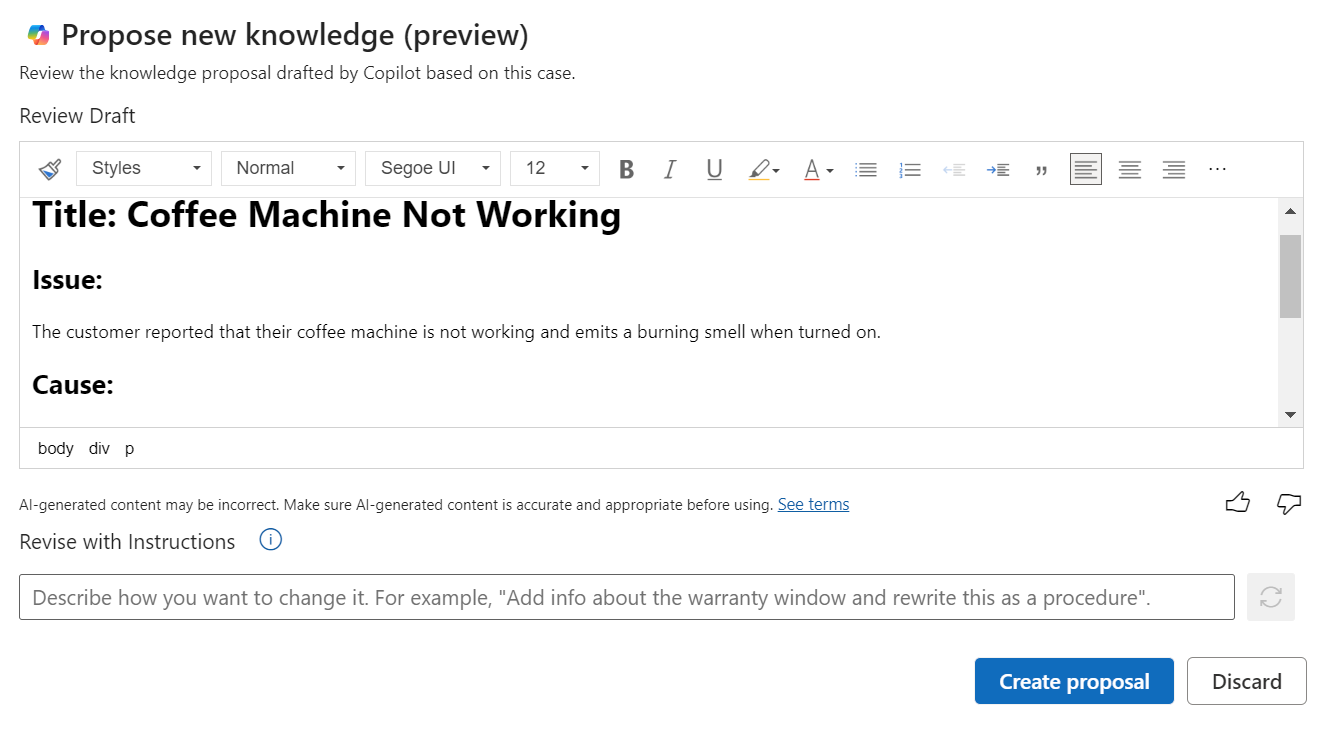 Propose new knowledge (preview)
Review the knowledge proposal drafted by Copilot based on this case.
Review Draft
Styles Normal Segoe UI 12 B I U A ” ...
Title: Coffee Machine Not Working
Issue:
The customer reported that their coffee machine is not working and emits a burning smell when turned on.
Cause:
body div p
AI-generated content may be incorrect. Make sure AI-generated content is accurate and appropriate before using. See terms
Revise with Instructions
Describe how you want to change it. For example, "Add info about the warranty window and rewrite this as a procedure".
Create proposal Discard